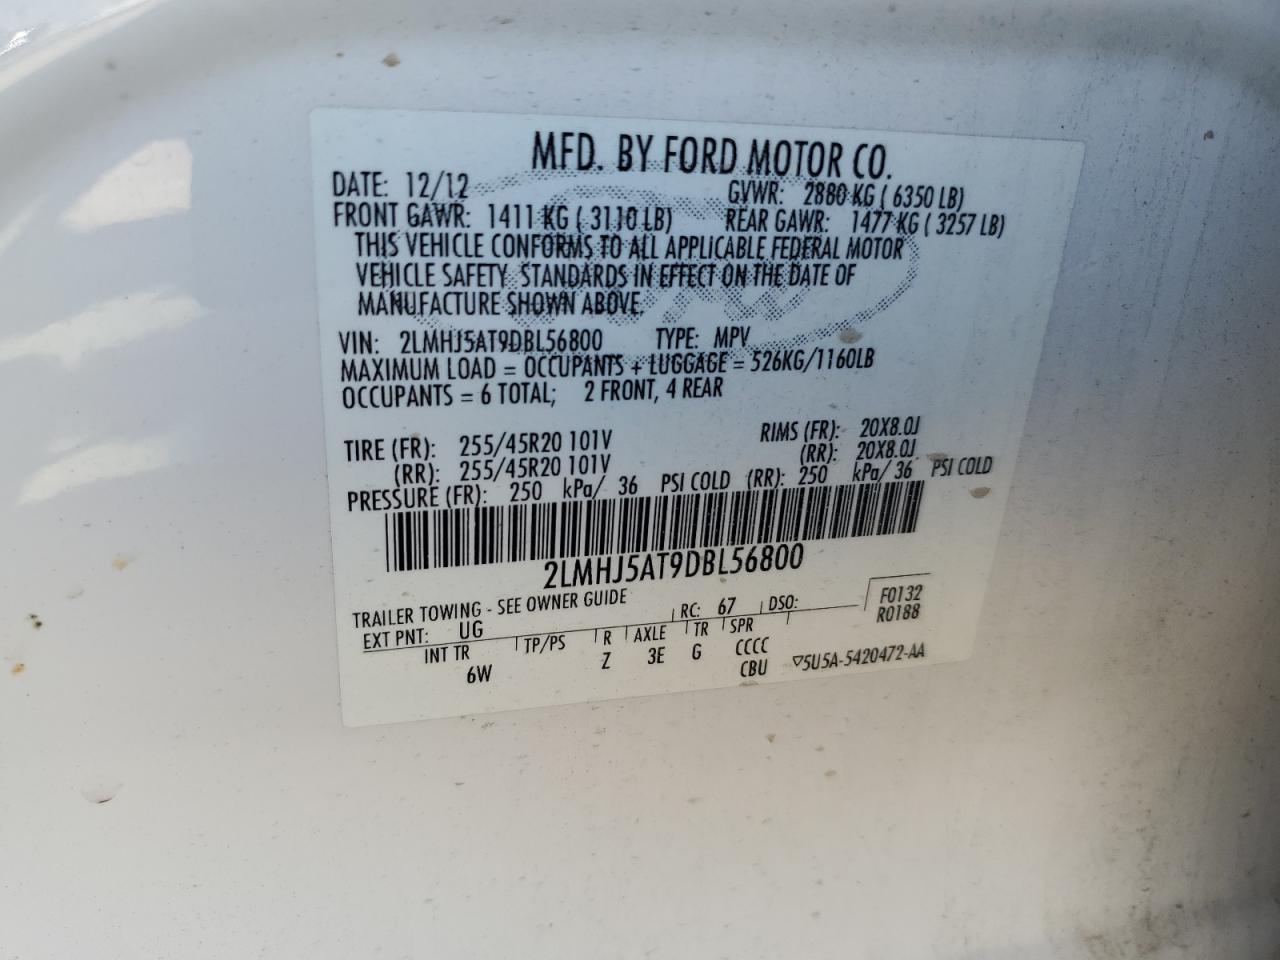 MFD. BY FORD MOTOR CO.
DATE: 12/12 GVWR: 2880 KG ( 6350 LB)
FRONT GAWR: 1411 KG ( 3110 LB) REAR GAWR: 1477 KG ( 3257 LB)
THIS VEHICLE CONFORMS TO ALL APPLICABLE FEDERAL MOTOR
VEHICLE SAFETY STANDARDS IN EFFECT ON THE DATE OF
MANUFACTURE SHOWN ABOVE.
VIN: 2LMHJ5AT9DBL56800 TYPE: MPV
MAXIMUM LOAD = OCCUPANTS + LUGGAGE = 526KG/1160LB
OCCUPANTS = 6 TOTAL; 2 FRONT, 4 REAR
TIRE (FR): 255/45R20 101V RIMS (FR): 20X8.0J
(RR): 255/45R20 101V (RR): 20X8.0J
PRESSURE (FR): 250 kPa/ 36 PSI COLD (RR): 250 kPa/ 36 PSI COLD
2LMHJ5AT9DBL56800
TRAILER TOWING - SEE OWNER GUIDE
EXT PNT: UG RC: 67 DSO: F0132
R0188
INT TR TP/PS R AXLE TR SPR
6W Z 3E G CCCC
CBU ▽5U5A-5420472-AA